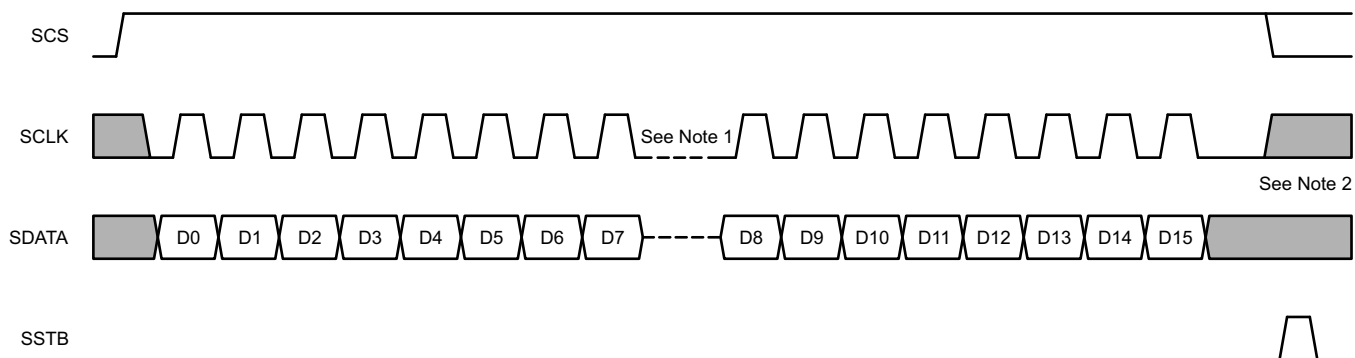 SCS
SCLK
See Note 1
See Note 2
SDATA
D0 D1 D2 D3 D4 D5 D6 D7 D8 D9 D10 D11 D12 D13 D14 D15
SSTB